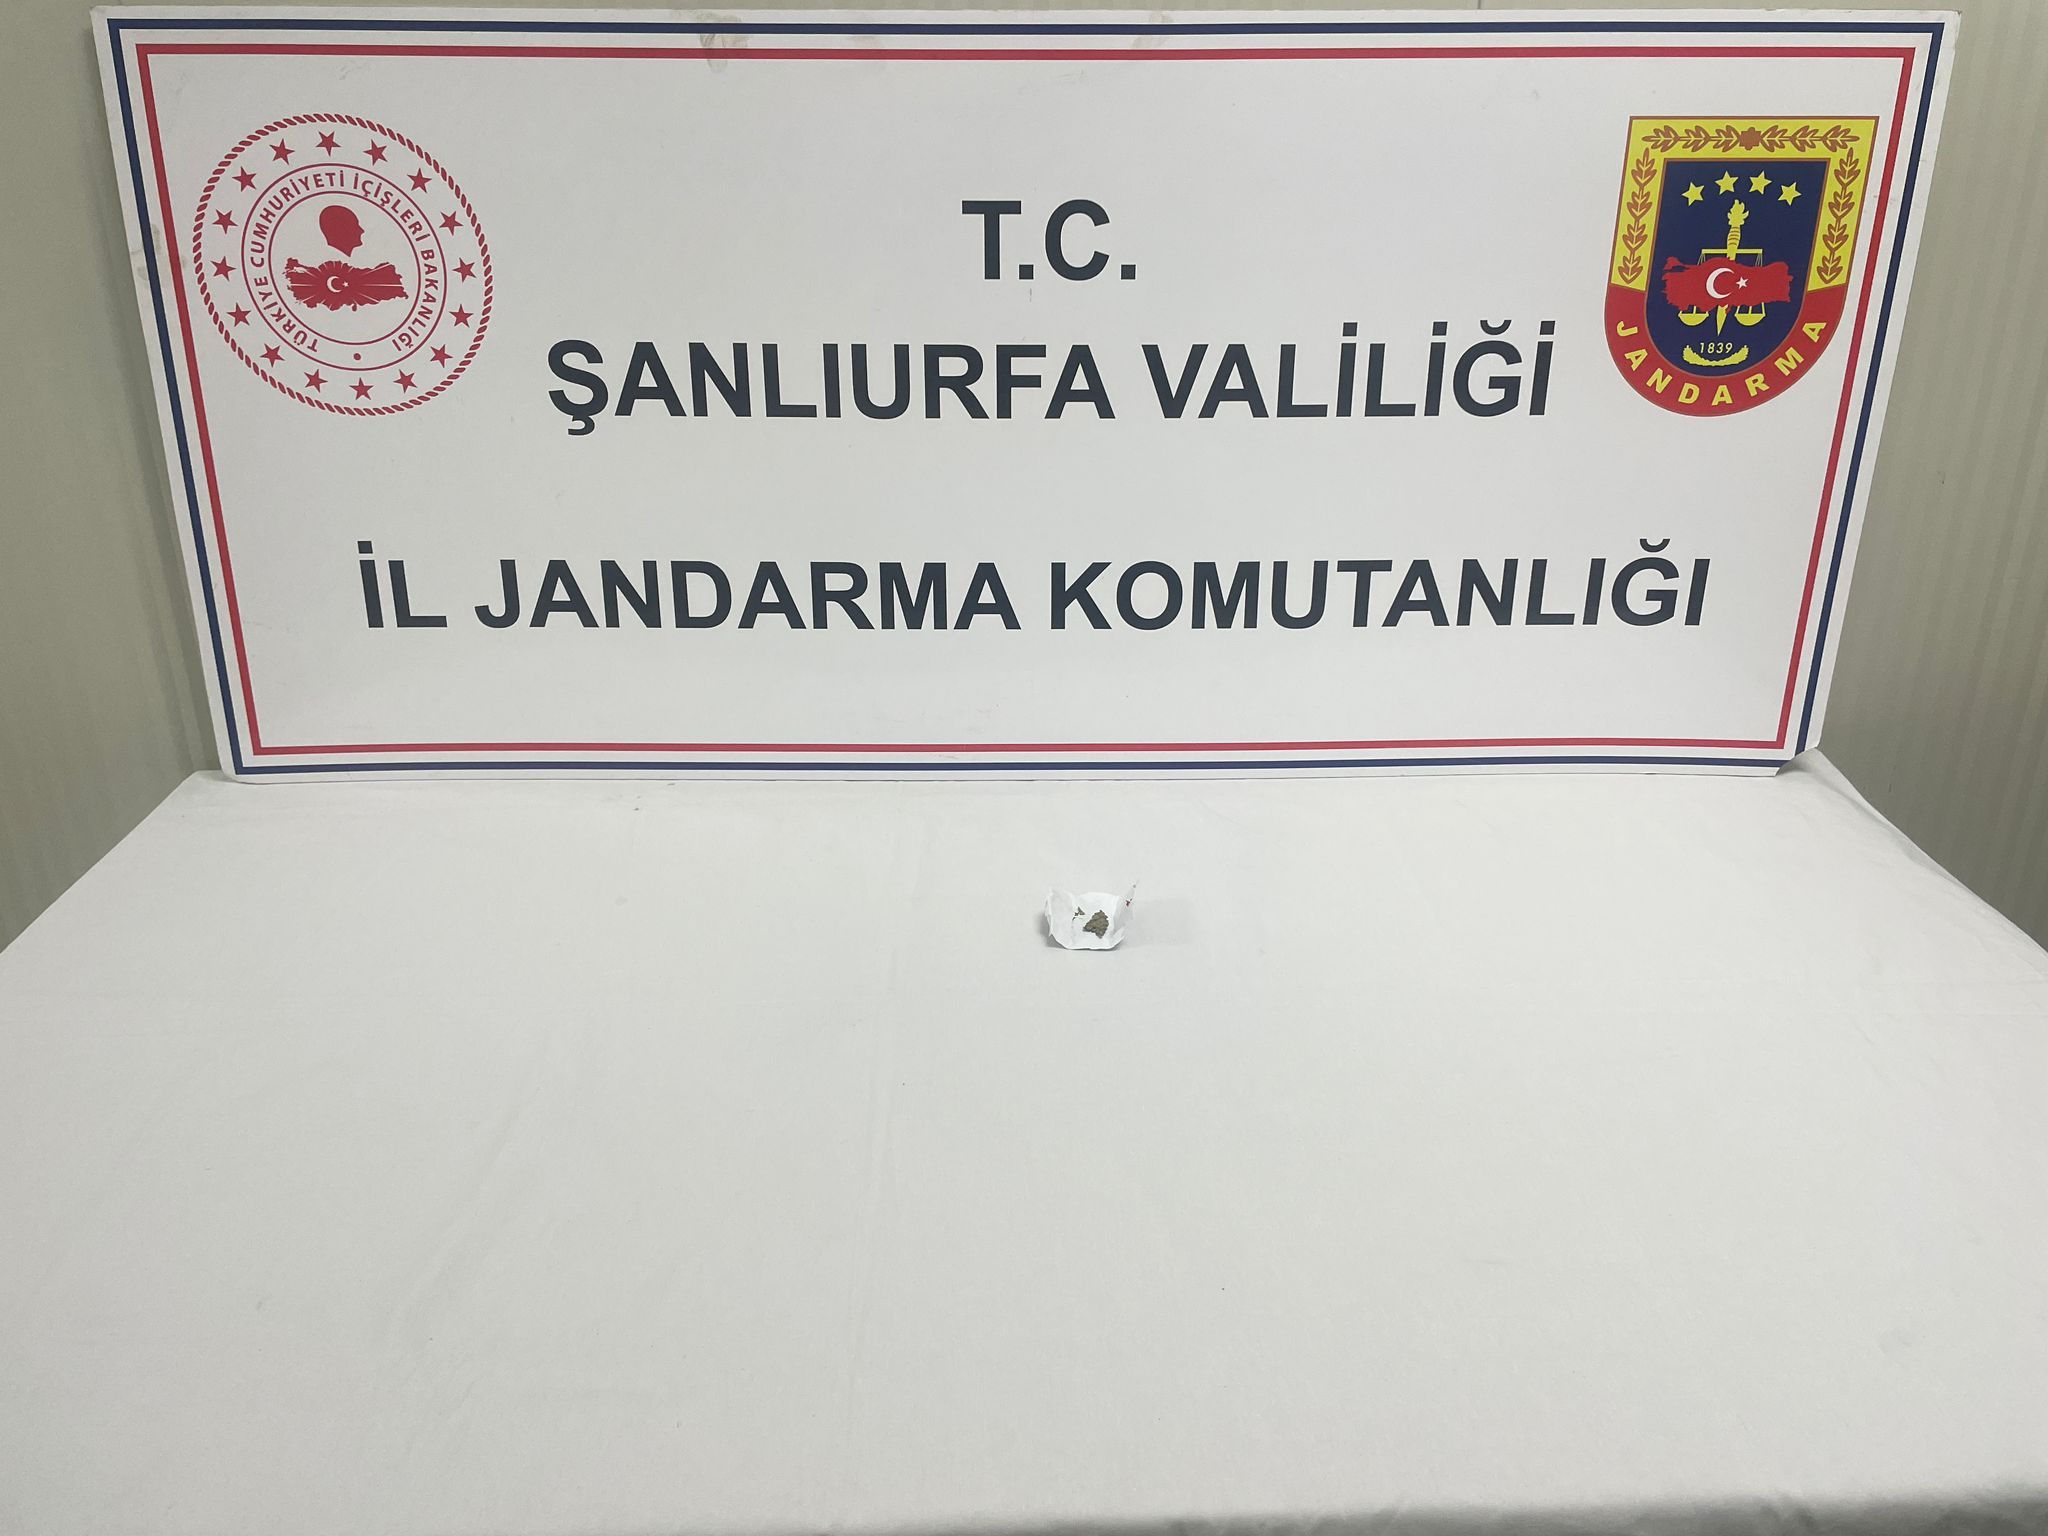 T.C.
ŞANLIURFA VALİLİĞİ
İL JANDARMA KOMUTANLIĞI
TÜRKİYE CUMHURİYETİ İÇİŞLERİ BAKANLIĞI
1839
JANDARMA